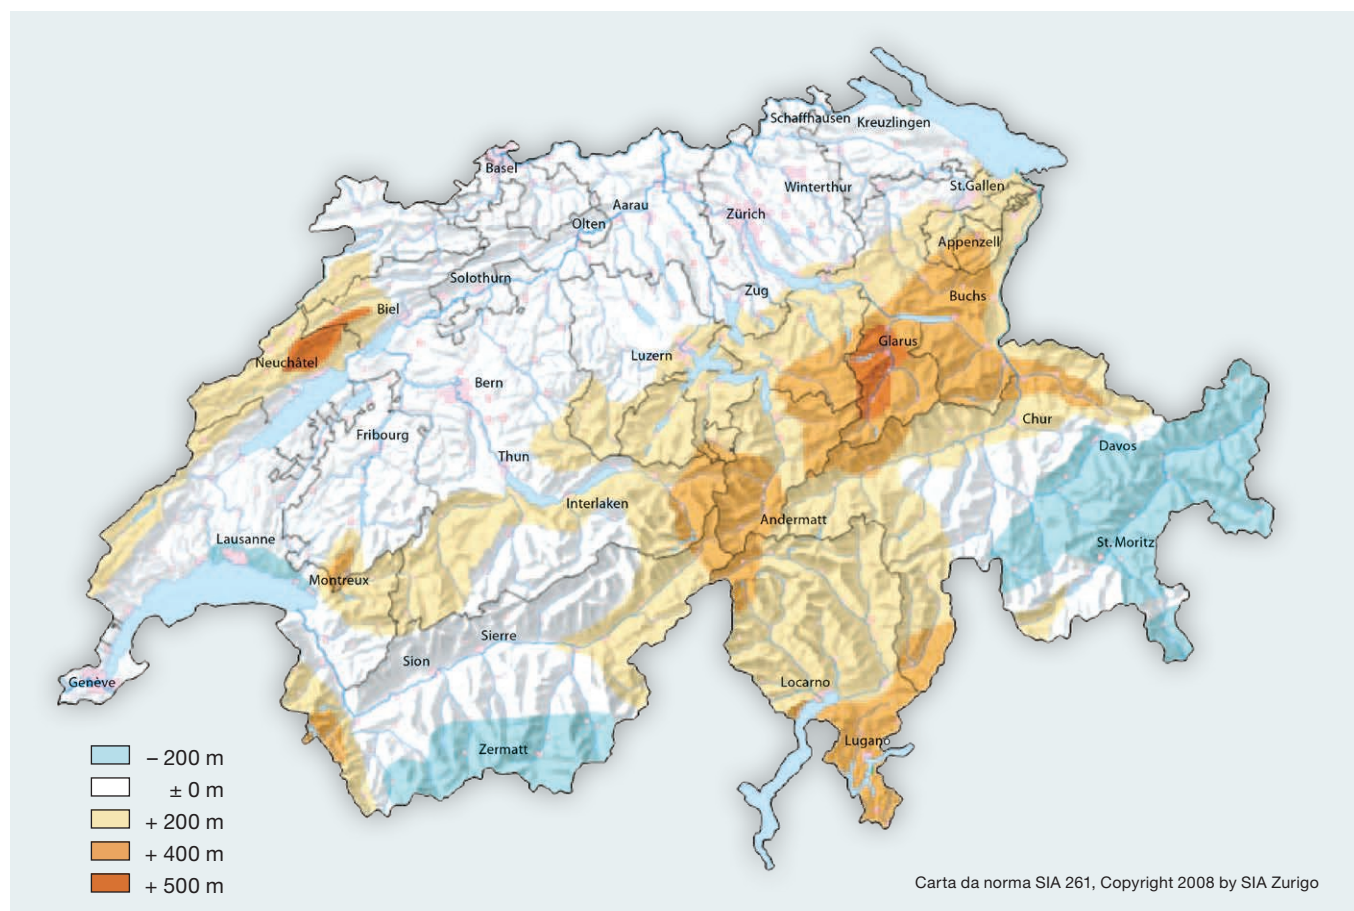 Schaffhausen
Kreuzlingen
Basel
Winterthur
St.Gallen
Aarau
Zürich
Olten
Appenzell
Solothurn
Zug
Buchs
Biel
Glarus
Neuchâtel
Luzern
Bern
Chur
Fribourg
Davos
Thun
Interlaken
Andermatt
Lausanne
St. Moritz
Montreux
Sierre
Sion
Genève
Locarno
Lugano
Zermatt
– 200 m
± 0 m
+ 200 m
+ 400 m
+ 500 m
Carta da norma SIA 261, Copyright 2008 by SIA Zurigo